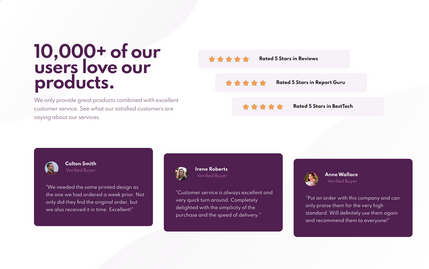 10,000+ of our
users love our
products.
We only provide great products combined with excellent
customer service. See what our satisfied customers are
saying about our services.
Rated 5 Stars in Reviews
Rated 5 Stars in Report Guru
Rated 5 Stars in BestTech
Colton Smith
Verified Buyer
"We needed the same printed design as
the one we had ordered a week prior. Not
only did they find the original order, but
we also received it in time. Excellent!"
Irene Roberts
Verified Buyer
"Customer service is always excellent and
very quick turn around. Completely
delighted with the simplicity of the
purchase and the speed of delivery."
Anne Wallace
Verified Buyer
"Put an order with this company and can
only praise them for the very high
standard. Will definitely use them again
and recommend them to everyone!"